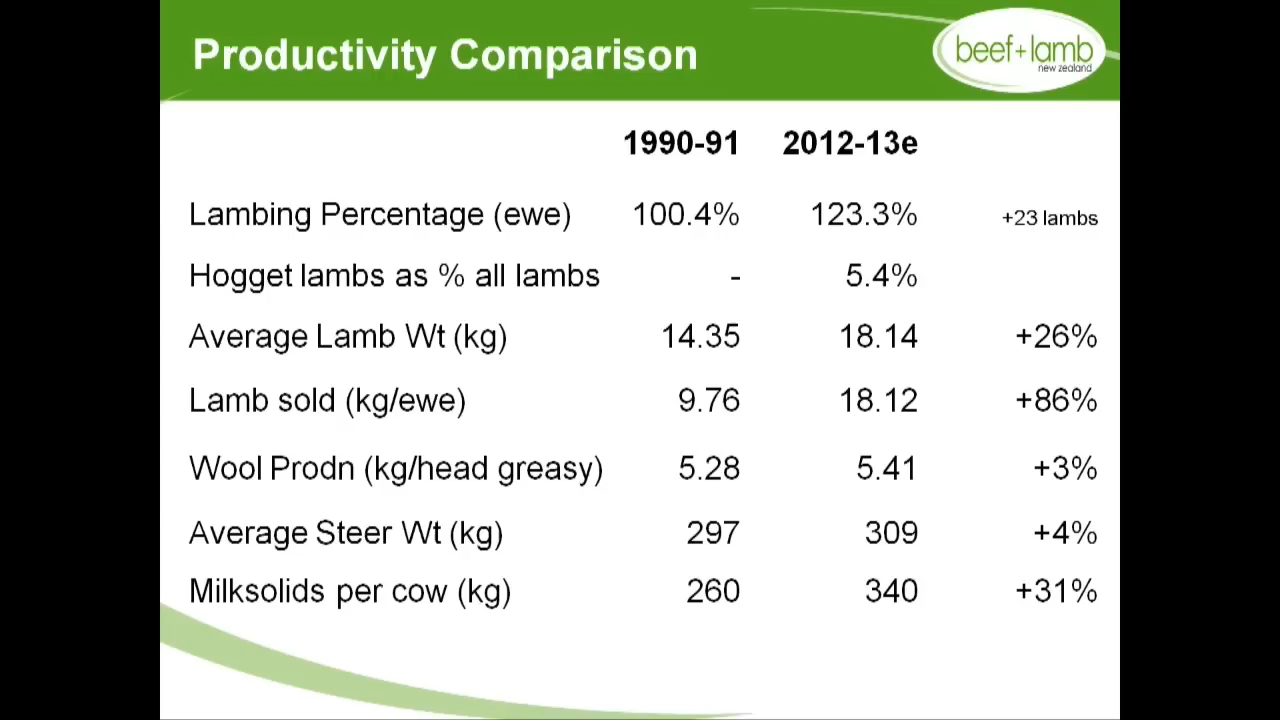 Productivity Comparison
beef+lamb
new zealand
1990-91 2012-13e
Lambing Percentage (ewe) 100.4% 123.3% +23 lambs
Hogget lambs as % all lambs - 5.4%
Average Lamb Wt (kg) 14.35 18.14 +26%
Lamb sold (kg/ewe) 9.76 18.12 +86%
Wool Prodn (kg/head greasy) 5.28 5.41 +3%
Average Steer Wt (kg) 297 309 +4%
Milksolids per cow (kg) 260 340 +31%